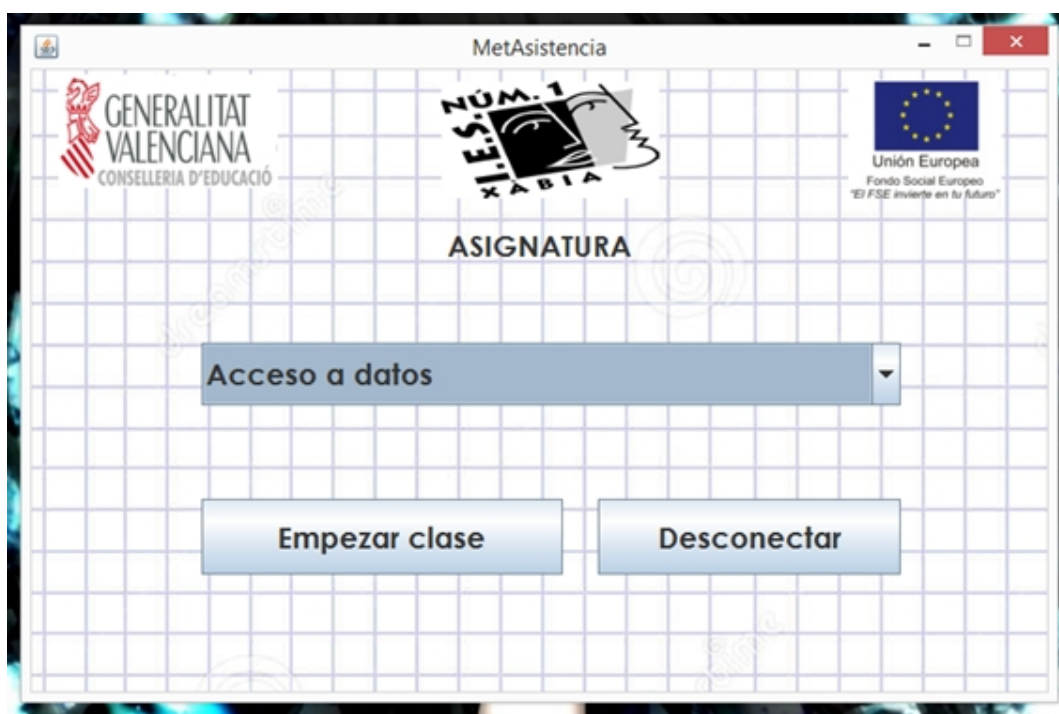 MetAsistencia
GENERALITAT
VALENCIANA
CONSELLERIA D'EDUCACIÓ
I.E.S. NÚM. 1
XÀBIA
Unión Europea
Fondo Social Europeo
"El FSE invierte en tu futuro"
ASIGNATURA
dreamstime
Acceso a datos
Empezar clase
Desconectar